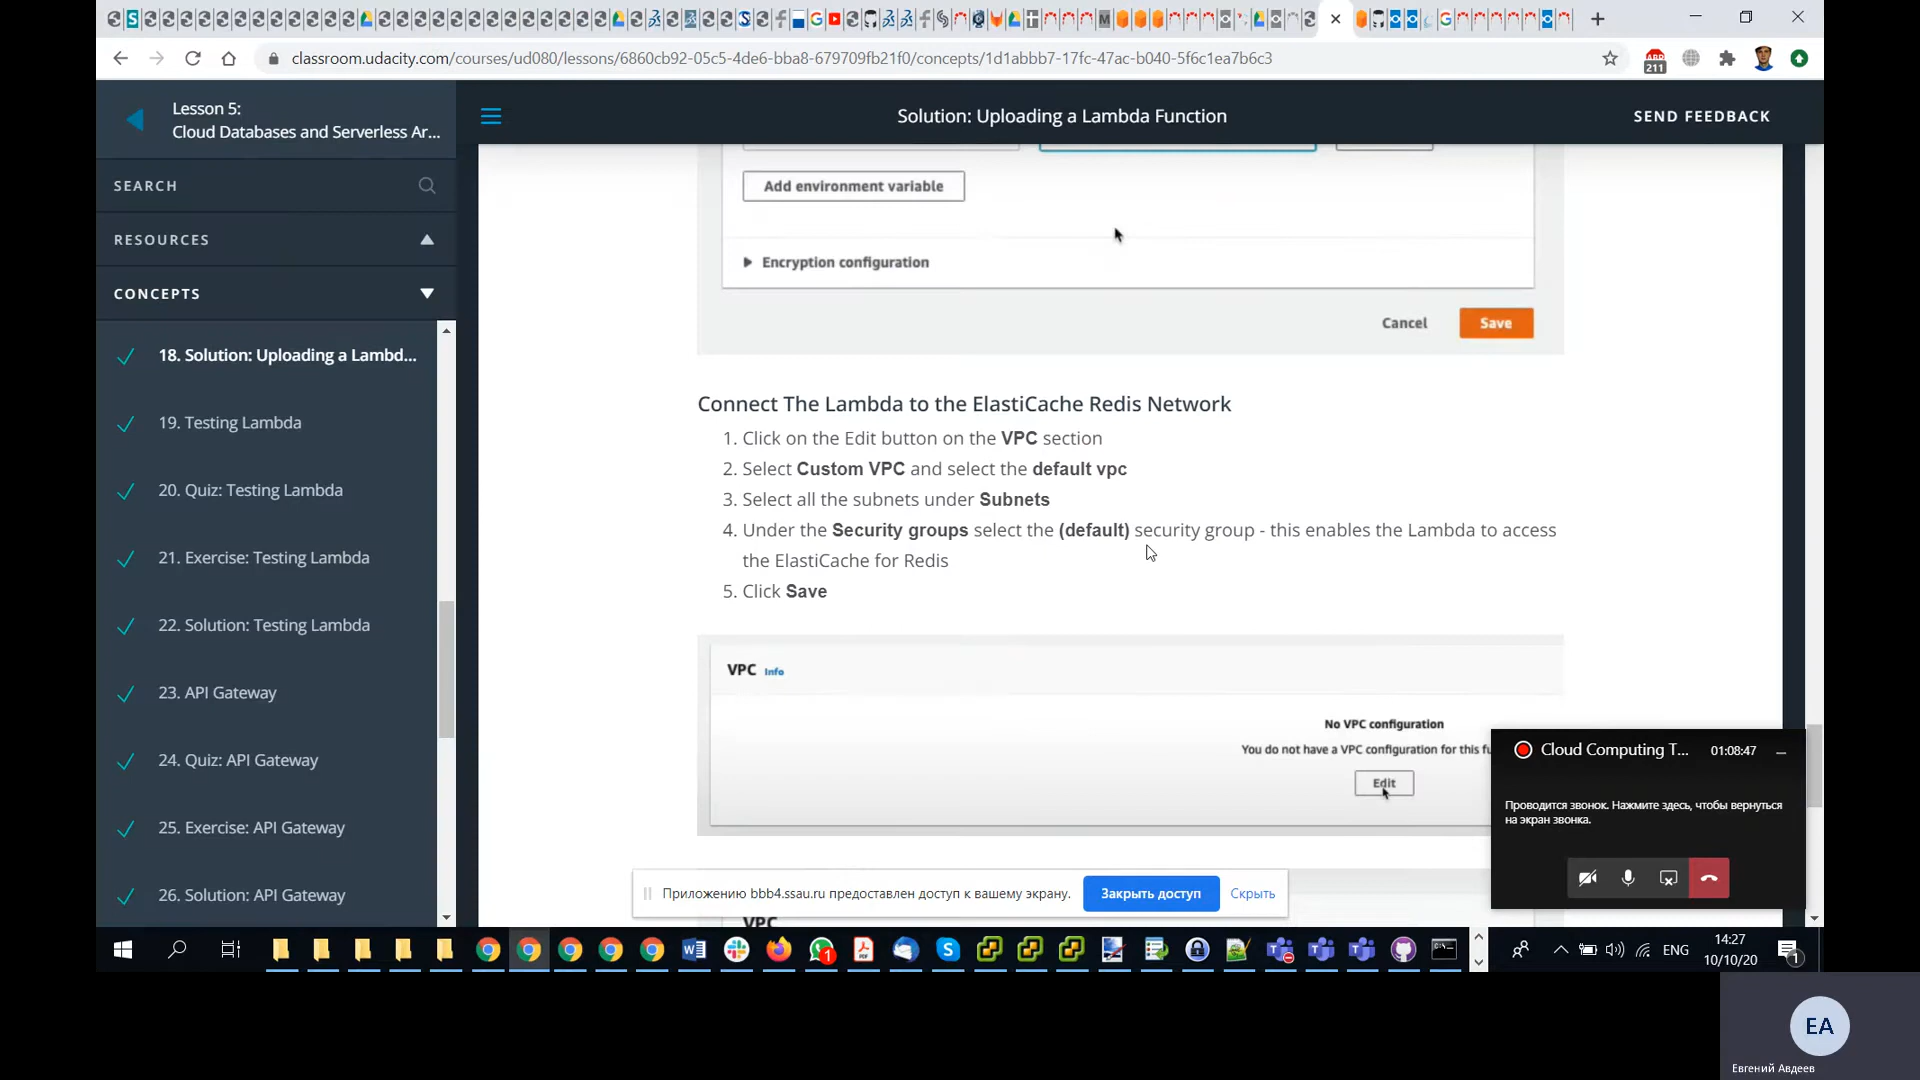 classroom.udacity.com/courses/ud080/lessons/6860cb92-05c5-4de6-bba8-679709fb21f0/concepts/1d1abbb7-17fc-47ac-b040-5f6c1ea7b6c3
211
Lesson 5:
Cloud Databases and Serverless Ar...
Solution: Uploading a Lambda Function
SEND FEEDBACK
SEARCH
RESOURCES
CONCEPTS
18. Solution: Uploading a Lambd...
19. Testing Lambda
20. Quiz: Testing Lambda
21. Exercise: Testing Lambda
22. Solution: Testing Lambda
23. API Gateway
24. Quiz: API Gateway
25. Exercise: API Gateway
26. Solution: API Gateway
Add environment variable
Encryption configuration
Cancel
Save
Connect The Lambda to the ElastiCache Redis Network
1. Click on the Edit button on the VPC section
2. Select Custom VPC and select the default vpc
3. Select all the subnets under Subnets
4. Under the Security groups select the (default) security group - this enables the Lambda to access
the ElastiCache for Redis
5. Click Save
VPC Info
No VPC configuration
You do not have a VPC configuration for this fu
Edit
VPC
Cloud Computing T...
01:08:47
Проводится звонок. Нажмите здесь, чтобы вернуться
на экран звонка.
Приложению bbb4.ssau.ru предоставлен доступ к вашему экрану.
Закрыть доступ
Скрыть
1
ENG
14:27
10/10/20
1
EA
Евгений Авдеев